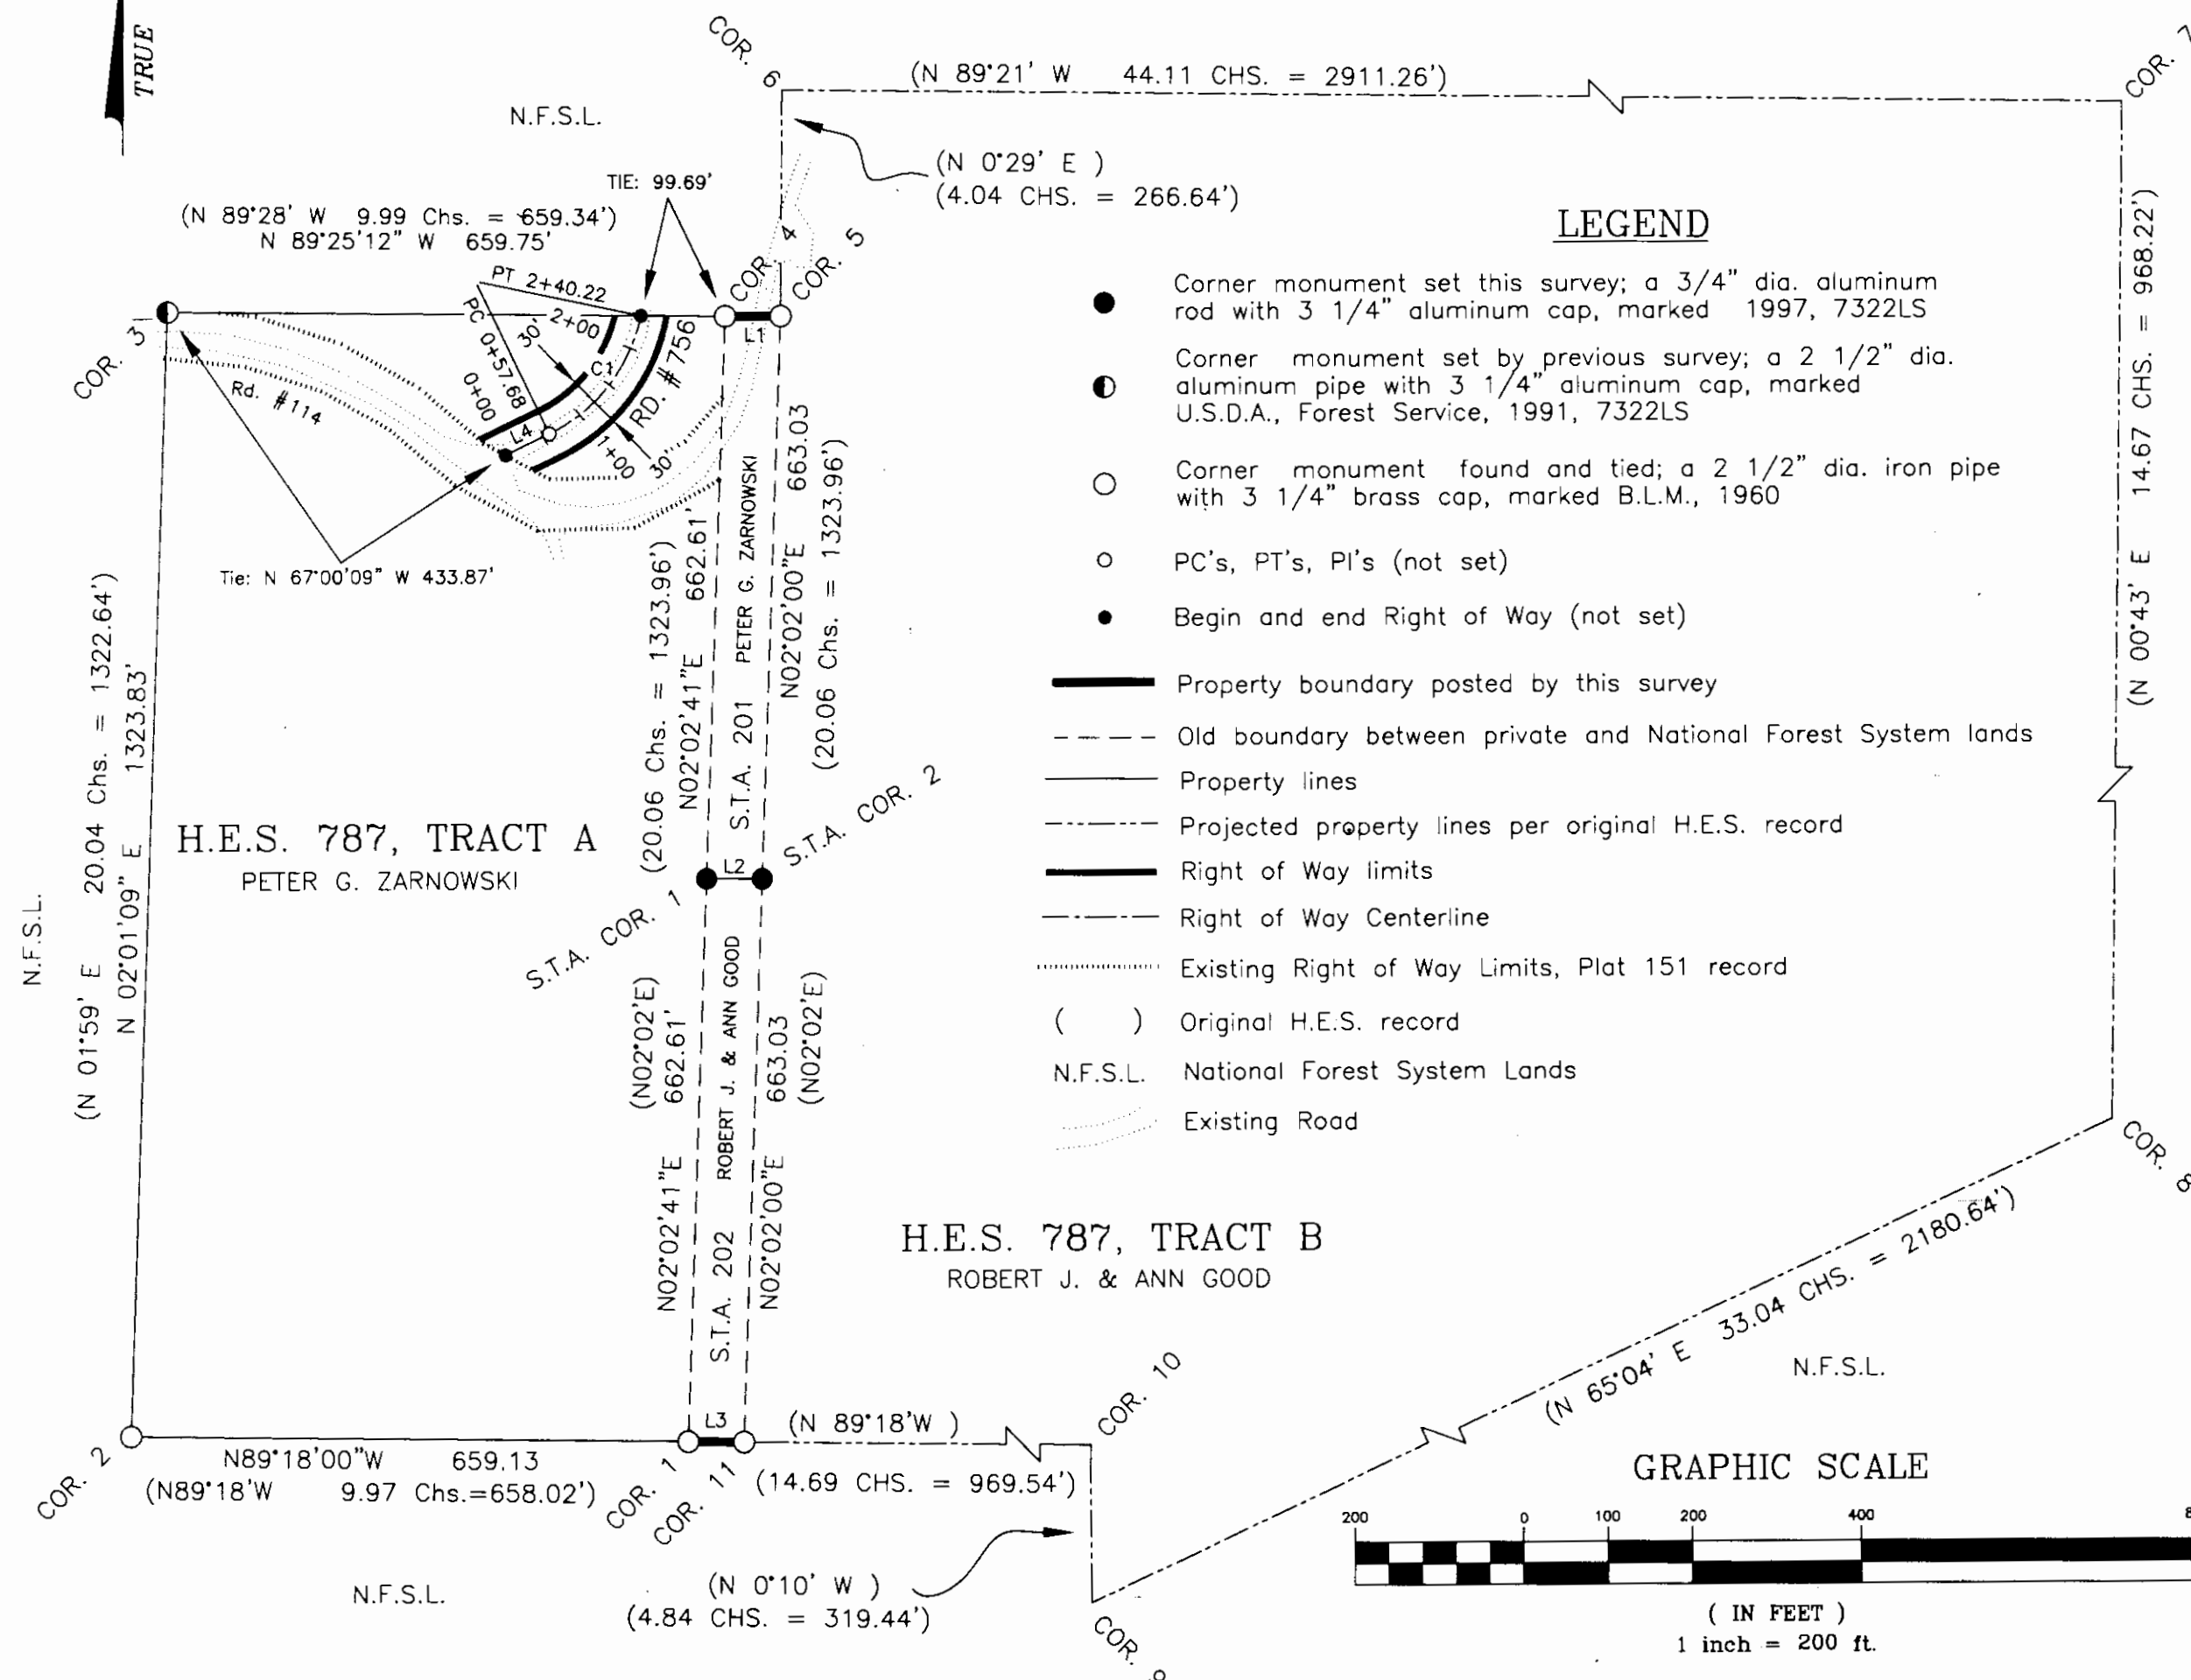 TRUE
COR. 6
(N 89°21' W 44.11 CHS. = 2911.26')
COR. 7
N.F.S.L.
(N 0°29' E )
(4.04 CHS. = 266.64')
TIE: 99.69'
(N 89°28' W 9.99 Chs. = 659.34')
N 89°25'12" W 659.75'
PT 2+40.22
PC 0+57.68
2+00
30'
C1
0+00
L4
1+00
30'
RD. #756
COR. 4
COR. 5
L1
COR. 3
Rd. #114
Tie: N 67°00'09" W 433.87'
LEGEND
Corner monument set this survey; a 3/4" dia. aluminum
rod with 3 1/4" aluminum cap, marked 1997, 7322LS
Corner monument set by previous survey; a 2 1/2" dia.
aluminum pipe with 3 1/4" aluminum cap, marked
U.S.D.A., Forest Service, 1991, 7322LS
Corner monument found and tied; a 2 1/2" dia. iron pipe
with 3 1/4" brass cap, marked B.L.M., 1960
PC's, PT's, PI's (not set)
Begin and end Right of Way (not set)
Property boundary posted by this survey
Old boundary between private and National Forest System lands
Property lines
Projected property lines per original H.E.S. record
Right of Way limits
Right of Way Centerline
Existing Right of Way Limits, Plat 151 record
( ) Original H.E.S. record
N.F.S.L. National Forest System Lands
Existing Road
(N 00°43' E 14.67 CHS. = 968.22')
(N 01°59' E 20.04 Chs. = 1322.64')
N 02°01'09" E 1323.83'
N.F.S.L.
H.E.S. 787, TRACT A
PETER G. ZARNOWSKI
(20.06 Chs. = 1323.96')
N02°02'41"E 662.61'
S.T.A. 201 PETER G. ZARNOWSKI
N02°02'00"E 663.03
(20.06 Chs. = 1323.96')
L2
S.T.A. COR. 1
S.T.A. COR. 2
(N02°02'E)
N02°02'41"E 662.61'
S.T.A. 202 ROBERT J. & ANN GOOD
N02°02'00"E 663.03
(N02°02'E)
H.E.S. 787, TRACT B
ROBERT J. & ANN GOOD
COR. 8
(N 65°04' E 33.04 CHS. = 2180.64')
N.F.S.L.
COR. 10
L3
(N 89°18'W )
(14.69 CHS. = 969.54')
COR. 2
N89°18'00"W 659.13
(N89°18'W 9.97 Chs.=658.02')
COR. 1
COR. 11
N.F.S.L.
(N 0°10' W )
(4.84 CHS. = 319.44')
COR. 9
GRAPHIC SCALE
200 0 100 200 400
( IN FEET )
1 inch = 200 ft.